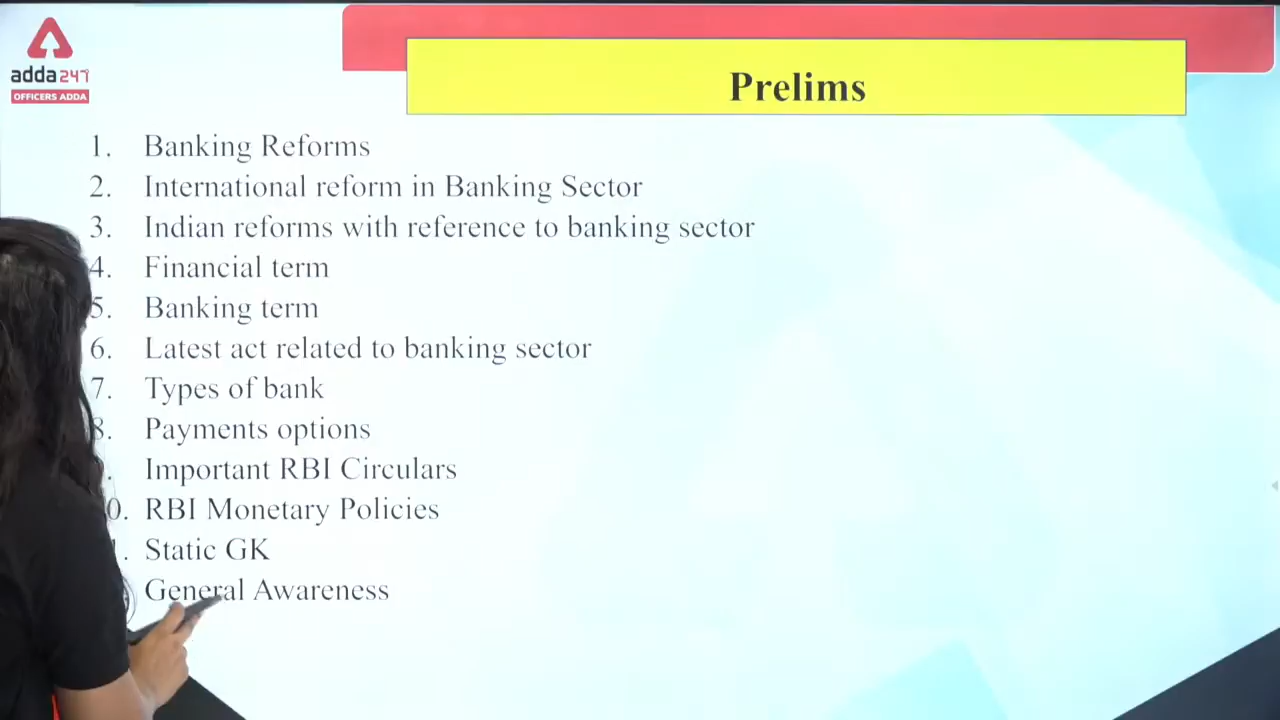 adda247
OFFICERS ADDA
Prelims
1. Banking Reforms
2. International reform in Banking Sector
3. Indian reforms with reference to banking sector
4. Financial term
5. Banking term
6. Latest act related to banking sector
7. Types of bank
8. Payments options
. Important RBI Circulars
0. RBI Monetary Policies
. Static GK
General Awareness